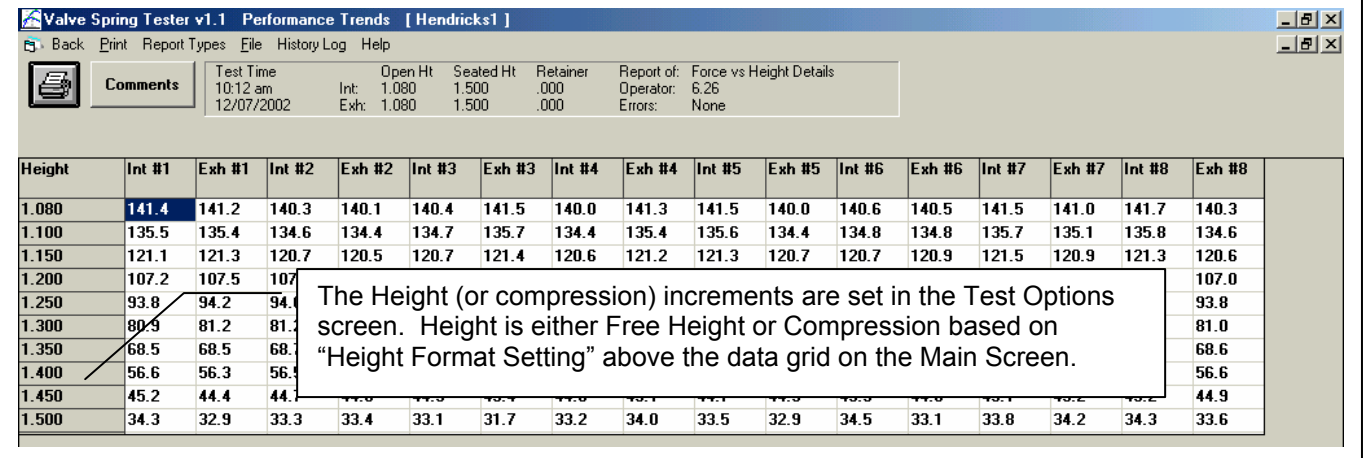 Valve Spring Tester v1.1 Performance Trends [ Hendricks1 ]
Back Print Report Types File History Log Help
Comments
Test Time Open Ht Seated Ht Retainer Report of: Force vs Height Details
10:12 am Int: 1.080 1.500 .000 Operator: 6.26
12/07/2002 Exh: 1.080 1.500 .000 Errors: None
Height Int #1 Exh #1 Int #2 Exh #2 Int #3 Exh #3 Int #4 Exh #4 Int #5 Exh #5 Int #6 Exh #6 Int #7 Exh #7 Int #8 Exh #8
1.080 141.4 141.2 140.3 140.1 140.4 141.5 140.0 141.3 141.5 140.0 140.6 140.5 141.5 141.0 141.7 140.3
1.100 135.5 135.4 134.6 134.4 134.7 135.7 134.4 135.4 135.6 134.4 134.8 134.8 135.7 135.1 135.8 134.6
1.150 121.1 121.3 120.7 120.5 120.7 121.4 120.6 121.2 121.3 120.7 120.7 120.9 121.5 120.9 121.3 120.6
1.200 107.2 107.5 107.0
1.250 93.8 94.2 93.8
1.300 80.9 81.2 81.0
1.350 68.5 68.5 68.6
1.400 56.6 56.3 56.6
1.450 45.2 44.4 44.9
1.500 34.3 32.9 33.3 33.4 33.1 31.7 33.2 34.0 33.5 32.9 34.5 33.1 33.8 34.2 34.3 33.6
The Height (or compression) increments are set in the Test Options
screen. Height is either Free Height or Compression based on
“Height Format Setting” above the data grid on the Main Screen.